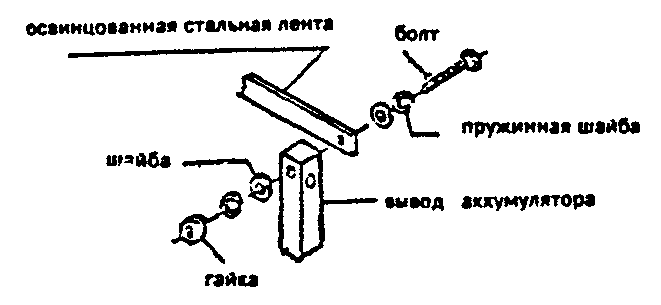 освинцованная стальная лента
болт
пружинная шайба
шайба
вывод аккумулятора
гайка